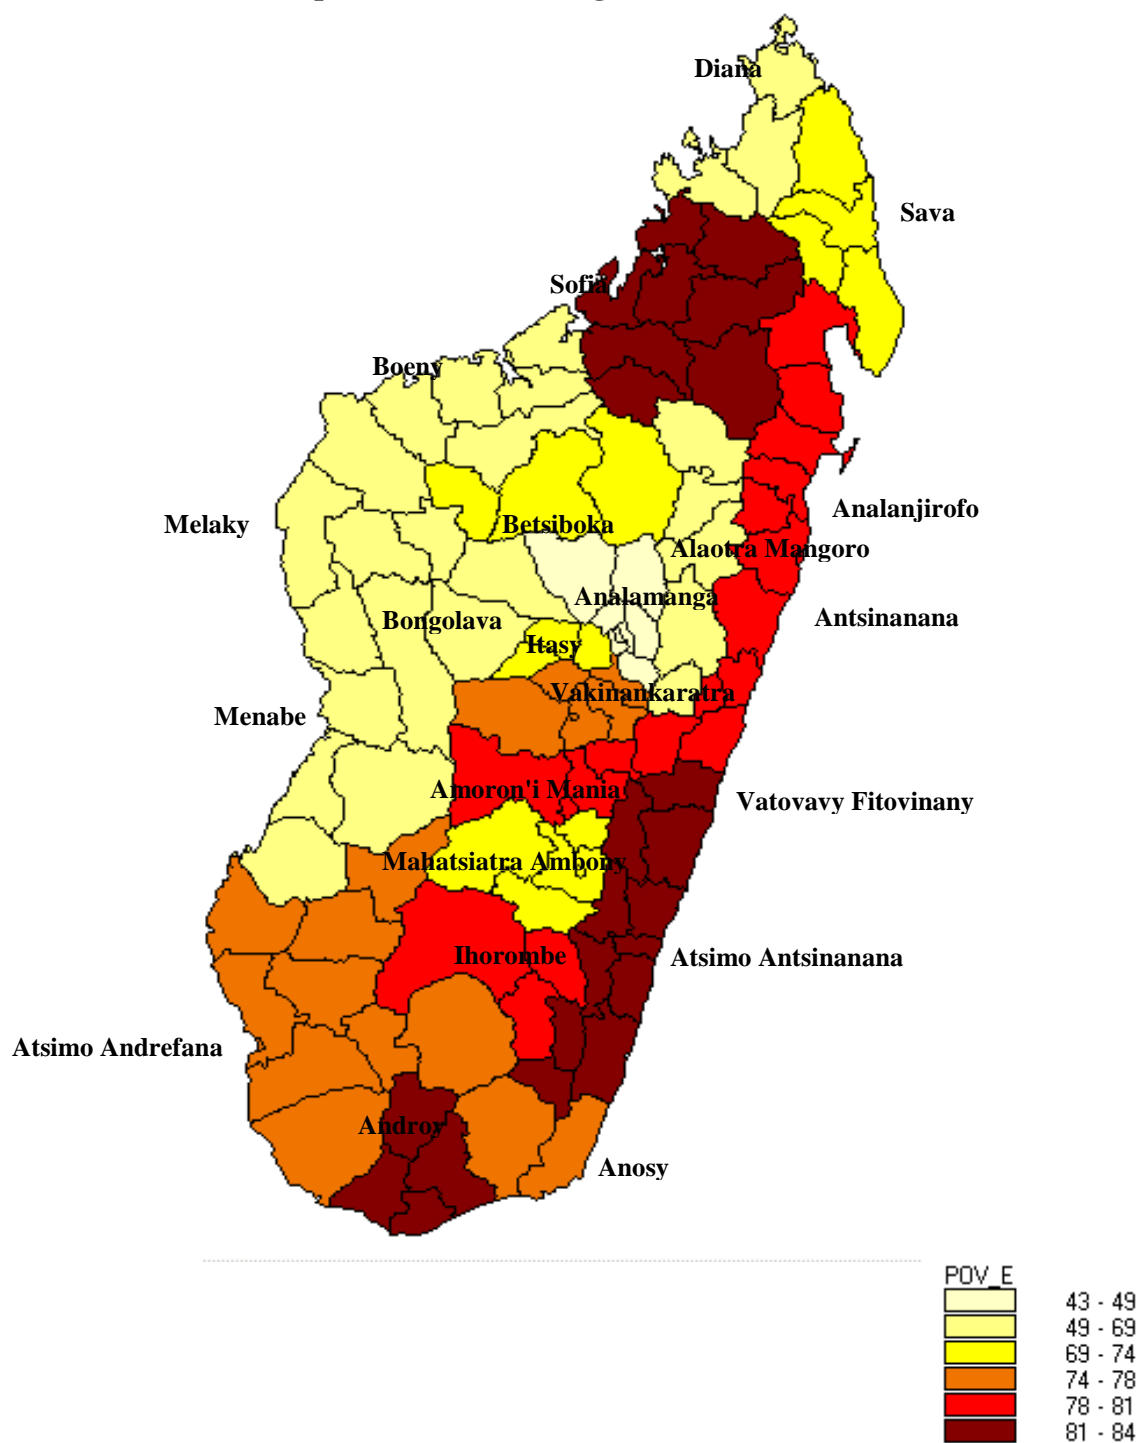 Diana
Sava
Sofia
Boeny
Melaky
Betsiboka
Analanjirofo
Alaotra Mangoro
Analamanga
Antsinanana
Bongolava
Itasy
Vakinankaratra
Menabe
Amoron'i Mania
Vatovavy Fitovinany
Mahatsiatra Ambony
Ihorombe
Atsimo Antsinanana
Atsimo Andrefana
Androy
Anosy
POV_E
43 - 49
49 - 69
69 - 74
74 - 78
78 - 81
81 - 84